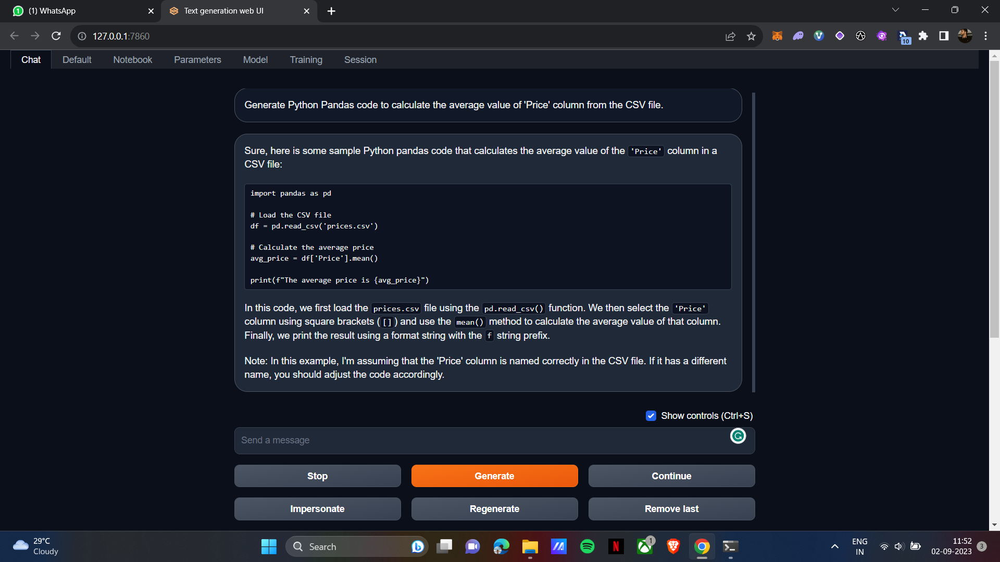 (1) WhatsApp
Text generation web UI
127.0.0.1:7860
10
Chat
Default
Notebook
Parameters
Model
Training
Session
Generate Python Pandas code to calculate the average value of 'Price' column from the CSV file.
Sure, here is some sample Python pandas code that calculates the average value of the 'Price' column in a
CSV file:
import pandas as pd
# Load the CSV file
df = pd.read_csv('prices.csv')
# Calculate the average price
avg_price = df['Price'].mean()
print(f"The average price is {avg_price}")
In this code, we first load the prices.csv file using the pd.read_csv() function. We then select the 'Price'
column using square brackets ([]) and use the mean() method to calculate the average value of that column.
Finally, we print the result using a format string with the f string prefix.
Note: In this example, I'm assuming that the 'Price' column is named correctly in the CSV file. If it has a different
name, you should adjust the code accordingly.
Show controls (Ctrl+S)
Send a message
Stop
Generate
Continue
Impersonate
Regenerate
Remove last
29°C
Cloudy
Search
1
ENG
IN
11:52
02-09-2023
3